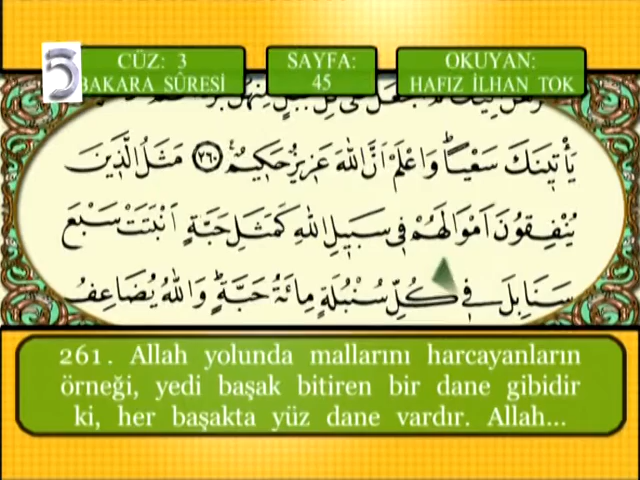 5
CÜZ: 3
BAKARA SÛRESİ
SAYFA:
45
OKUYAN:
HAFIZ İLHAN TOK
يَأْتِينَكَ سَعْيًا وَاعْلَمْ اَنَّ اللّٰهَ عَزِيزٌ حَكِيمٌ ﴿٢٦٠﴾ مَثَلُ الَّذِينَ
يُنْفِقُونَ اَمْوَالَهُمْ فِي سَبِيلِ اللّٰهِ كَمَثَلِ حَبَّةٍ اَنْبَتَتْ سَبْعَ
سَنَابِلَ فِي كُلِّ سُنْبُلَةٍ مِائَةُ حَبَّةٍ وَاللّٰهُ يُضَاعِفُ
261. Allah yolunda mallarını harcayanların
örneği, yedi başak bitiren bir dane gibidir
ki, her başakta yüz dane vardır. Allah...